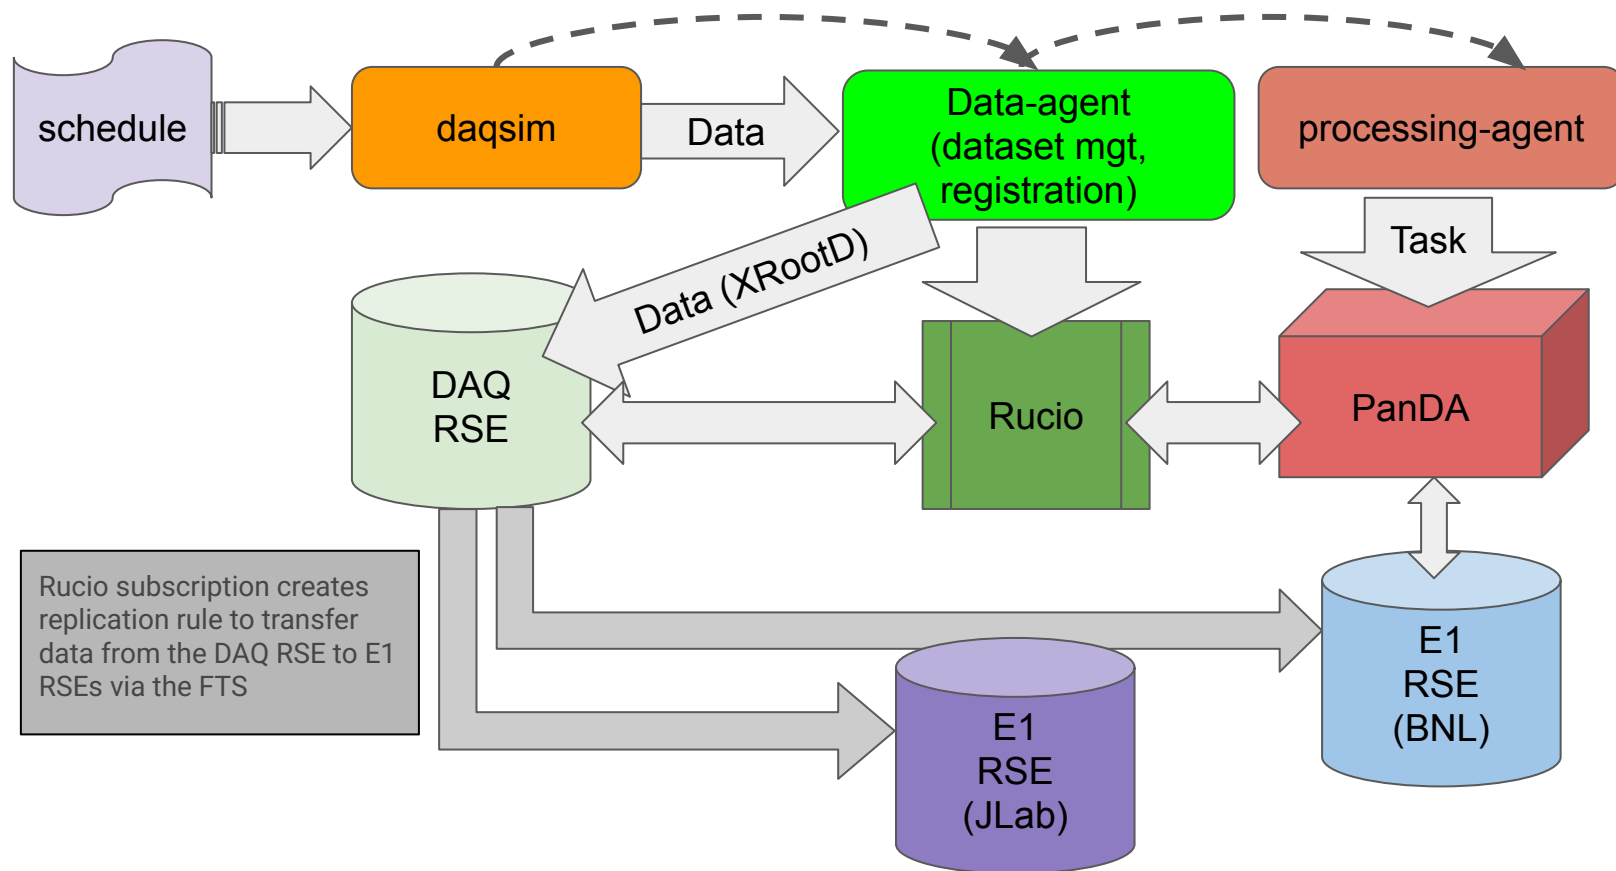 schedule
daqsim
Data
Data-agent
(dataset mgt,
registration)
processing-agent
Data (XRootD)
Task
DAQ
RSE
Rucio
PanDA
Rucio subscription creates
replication rule to transfer
data from the DAQ RSE to E1
RSEs via the FTS
E1
RSE
(JLab)
E1
RSE
(BNL)